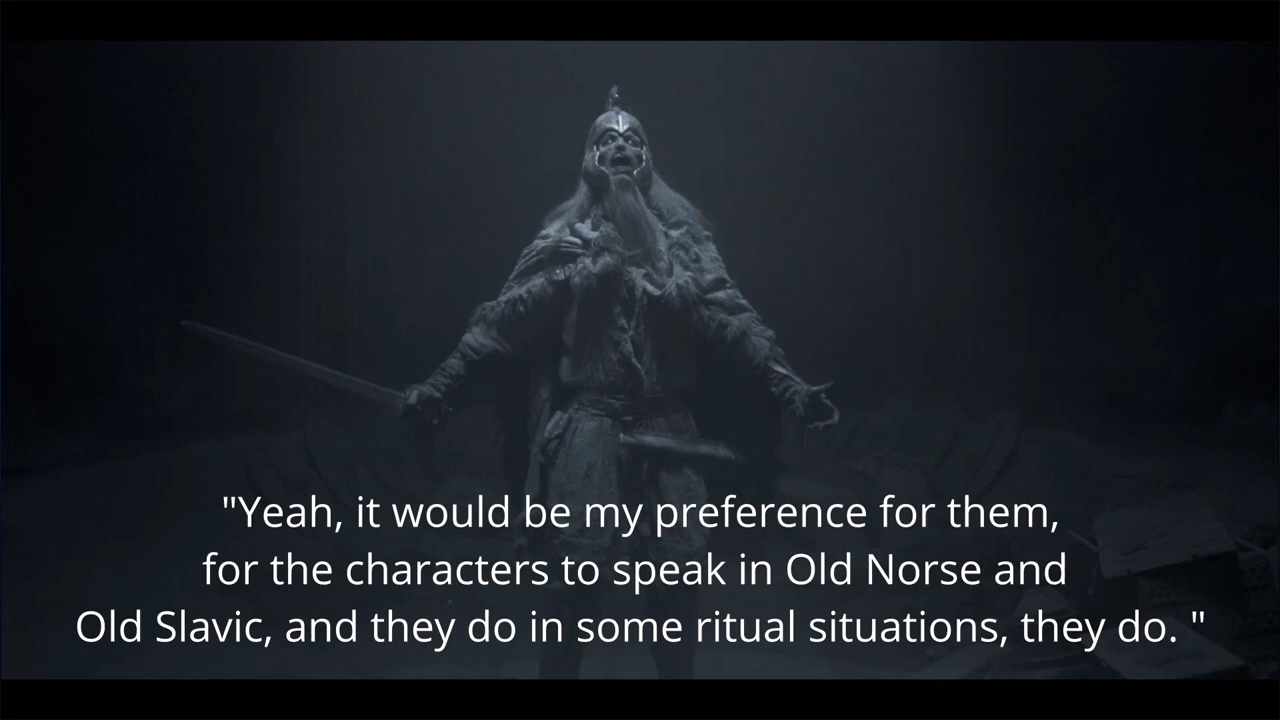 "Yeah, it would be my preference for them,
for the characters to speak in Old Norse and
Old Slavic, and they do in some ritual situations, they do. "